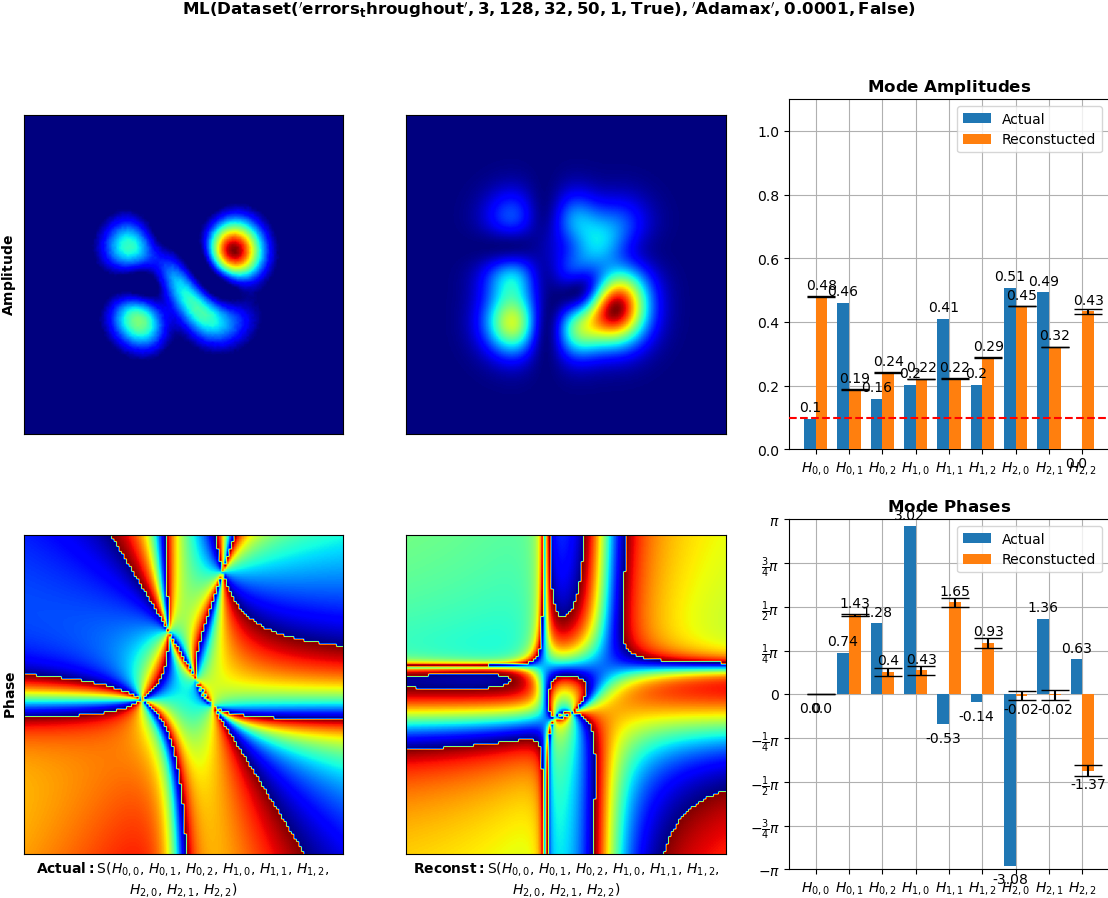 ML(Dataset('errors_throughout', 3, 128, 32, 50, 1, True), 'Adamax', 0.0001, False)
Amplitude
Mode Amplitudes
Actual
Reconstucted
1.0
0.8
0.6
0.4
0.2
0.0
0.1
0.46
0.16
0.2
0.41
0.2
0.51
0.49
0.0
0.48
0.19
0.24
0.22
0.22
0.29
0.45
0.32
0.43
H0,0 H0,1 H0,2 H1,0 H1,1 H1,2 H2,0 H2,1 H2,2
Phase
Mode Phases
Actual
Reconstucted
π
3/4π
1/2π
1/4π
0
−1/4π
−1/2π
−3/4π
−π
0.0
0.74
1.28
3.02
-0.53
-0.14
-3.08
1.36
0.63
0.0
1.43
0.4
0.43
1.65
0.93
-0.02
-0.02
-1.37
H0,0 H0,1 H0,2 H1,0 H1,1 H1,2 H2,0 H2,1 H2,2
Actual: S(H0,0, H0,1, H0,2, H1,0, H1,1, H1,2,
H2,0, H2,1, H2,2)
Reconst: S(H0,0, H0,1, H0,2, H1,0, H1,1, H1,2,
H2,0, H2,1, H2,2)